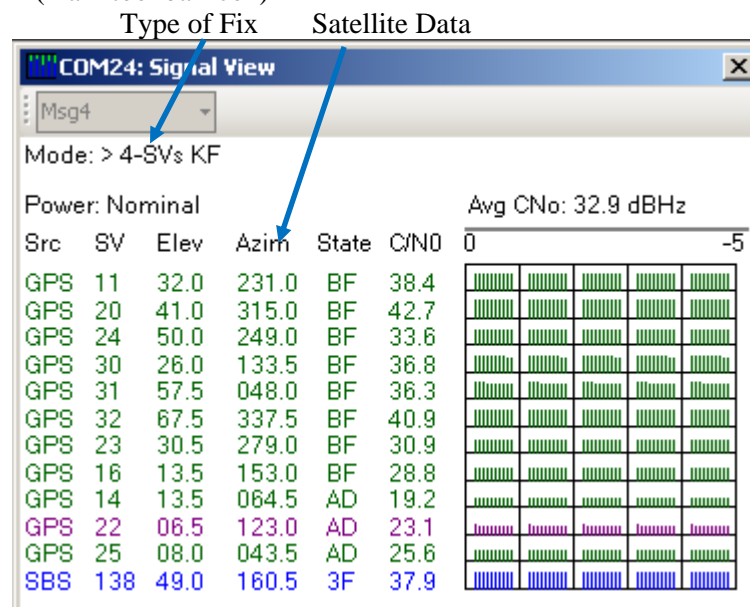 Type of Fix Satellite Data
COM24: Signal View
Msg4
Mode: > 4-SVs KF
Power: Nominal Avg CNo: 32.9 dBHz
Src SV Elev Azim State C/N0 0 -5
GPS 11 32.0 231.0 BF 38.4
GPS 20 41.0 315.0 BF 42.7
GPS 24 50.0 249.0 BF 33.6
GPS 30 26.0 133.5 BF 36.8
GPS 31 57.5 048.0 BF 36.3
GPS 32 67.5 337.5 BF 40.9
GPS 23 30.5 279.0 BF 30.9
GPS 16 13.5 153.0 BF 28.8
GPS 14 13.5 064.5 AD 19.2
GPS 22 06.5 123.0 AD 23.1
GPS 25 08.0 043.5 AD 25.6
SBS 138 49.0 160.5 3F 37.9